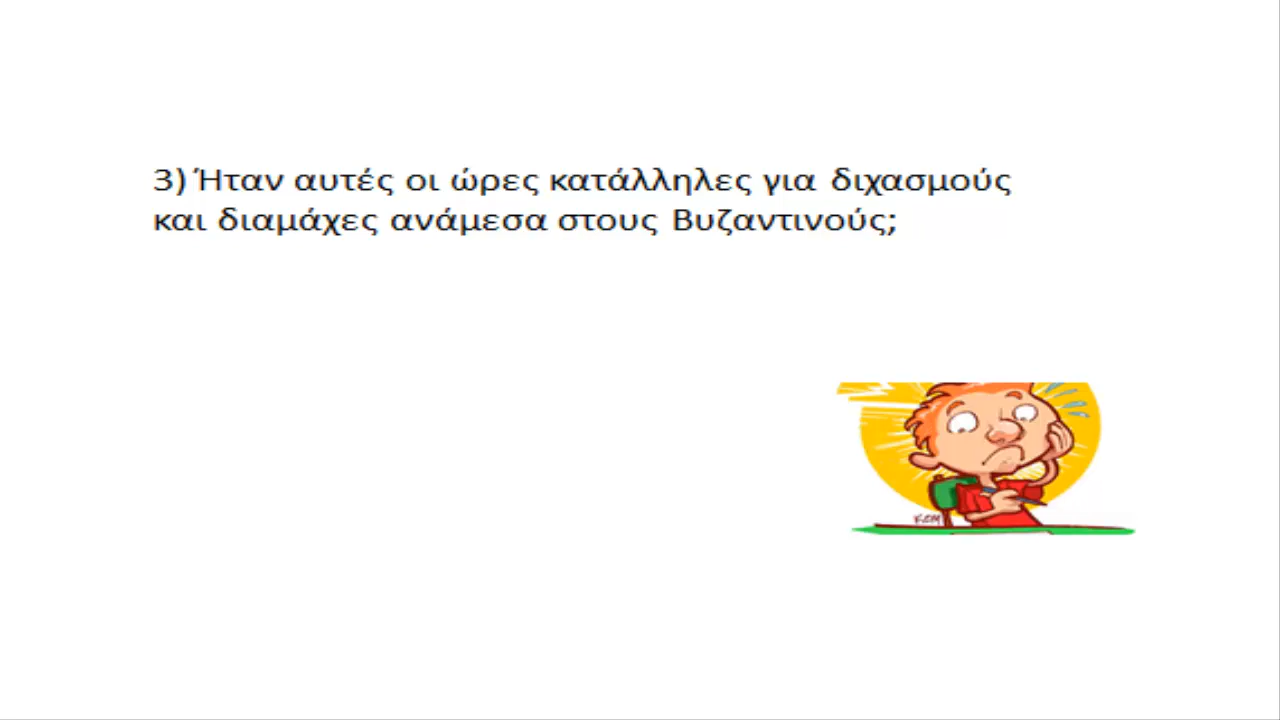 3) Ήταν αυτές οι ώρες κατάλληλες για διχασμούς
και διαμάχες ανάμεσα στους Βυζαντινούς;